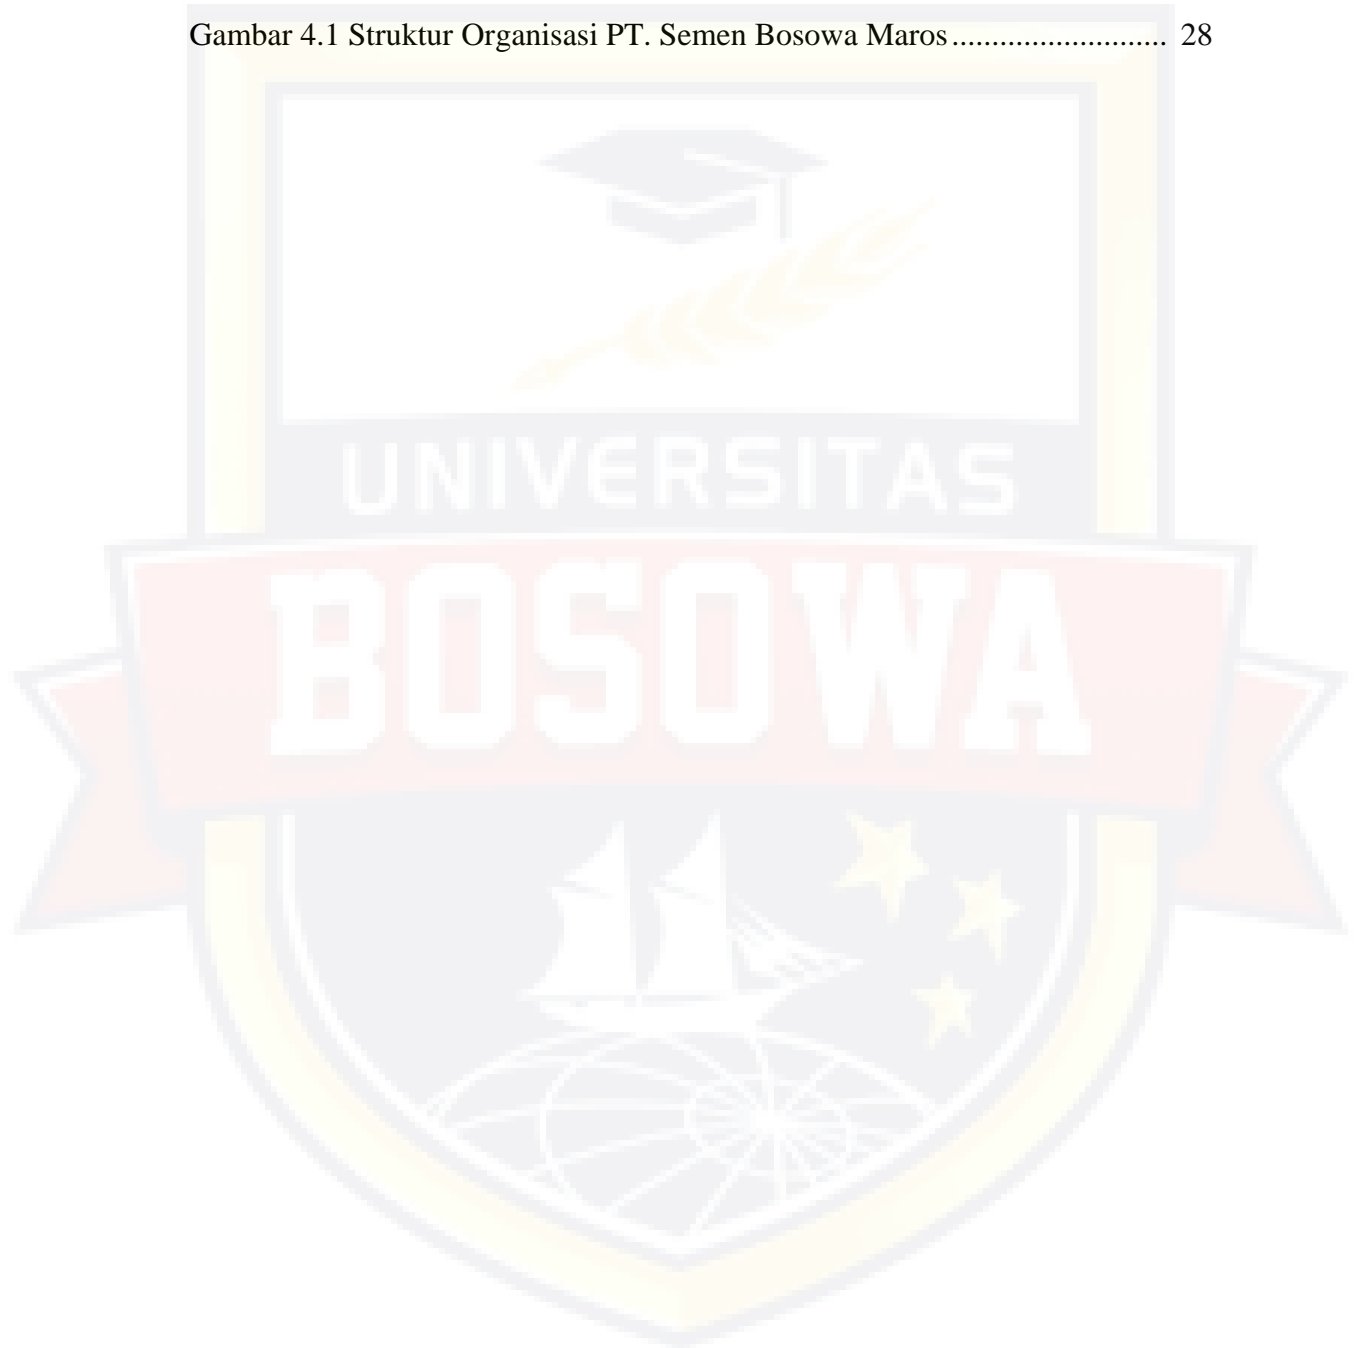 Gambar 4.1 Struktur Organisasi PT. Semen Bosowa Maros ........................... 28
UNIVERSITAS
BOSOWA